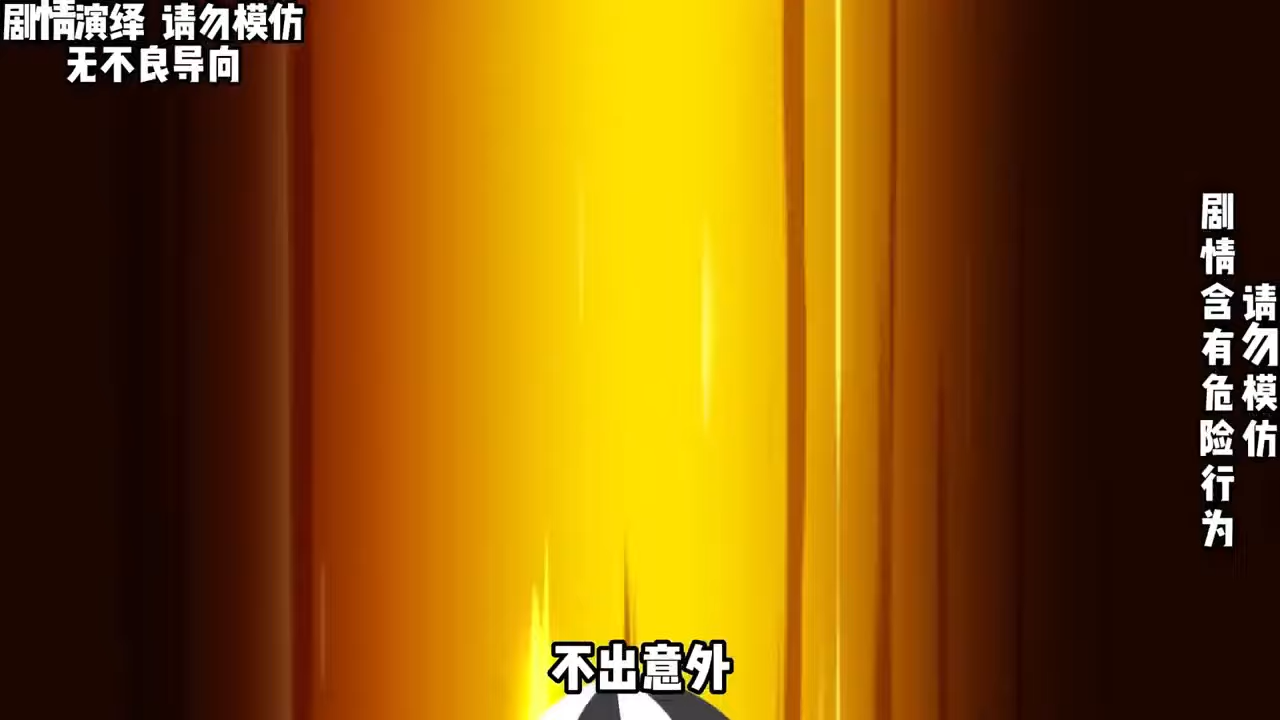 剧情演绎 请勿模仿
无不良导向
剧情含有危险行为
请勿模仿
不出意外